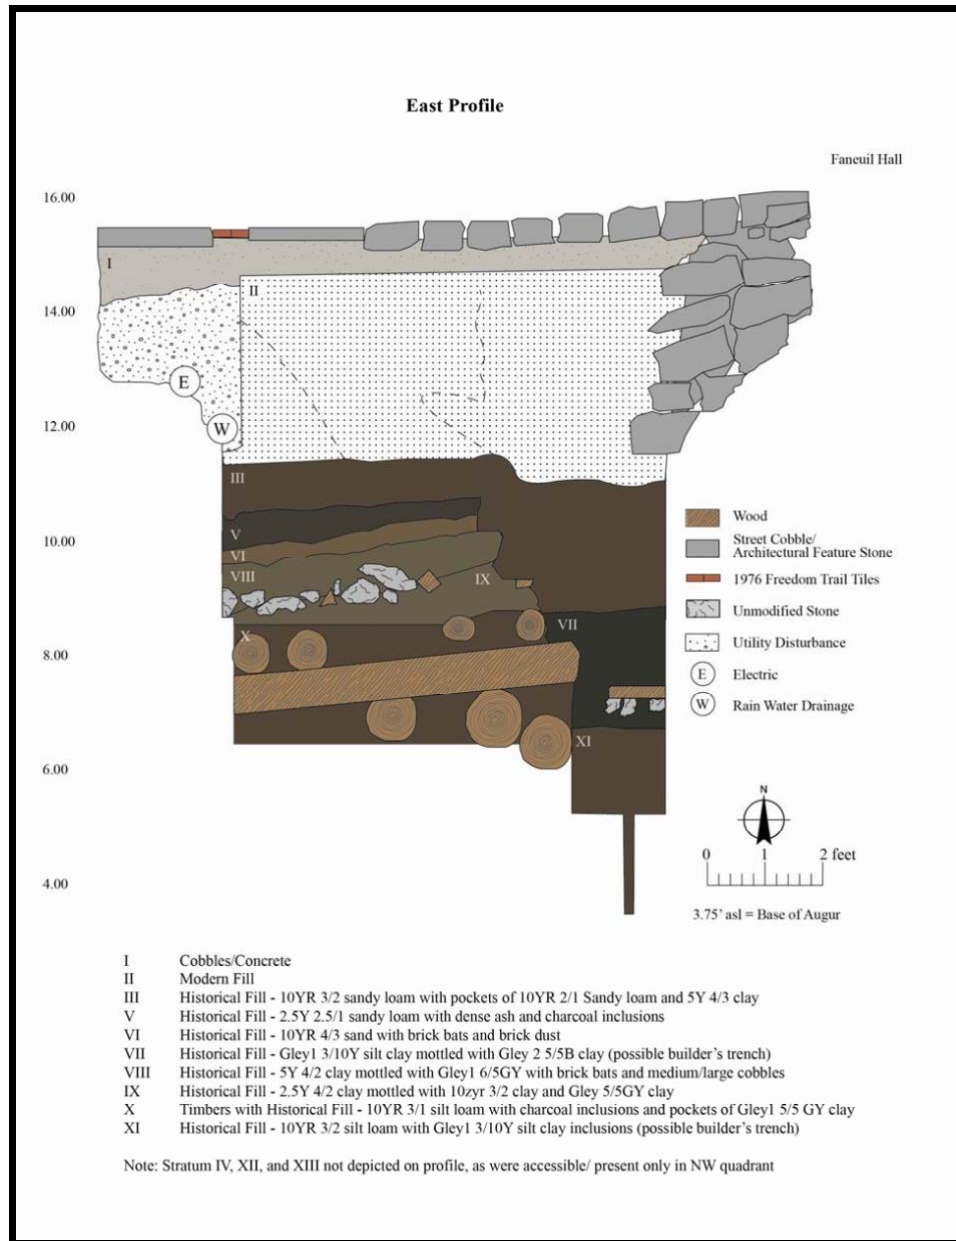 East Profile
Faneuil Hall
16.00
I
II
14.00
E
12.00
W
III
10.00
V
VI
VIII
IX
VII
X
8.00
XI
6.00
4.00
Wood
Street Cobble/
Architectural Feature Stone
1976 Freedom Trail Tiles
Unmodified Stone
Utility Disturbance
E Electric
W Rain Water Drainage
N
0 1 2 feet
3.75' asl = Base of Augur
I Cobbles/Concrete
II Modern Fill
III Historical Fill - 10YR 3/2 sandy loam with pockets of 10YR 2/1 Sandy loam and 5Y 4/3 clay
V Historical Fill - 2.5Y 2.5/1 sandy loam with dense ash and charcoal inclusions
VI Historical Fill - 10YR 4/3 sand with brick bats and brick dust
VII Historical Fill - Gley1 3/10Y silt clay mottled with Gley 2 5/5B clay (possible builder's trench)
VIII Historical Fill - 5Y 4/2 clay mottled with Gley1 6/5GY with brick bats and medium/large cobbles
IX Historical Fill - 2.5Y 4/2 clay mottled with 10zyr 3/2 clay and Gley 5/5GY clay
X Timbers with Historical Fill - 10YR 3/1 silt loam with charcoal inclusions and pockets of Gley1 5/5 GY clay
XI Historical Fill - 10YR 3/2 silt loam with Gley1 3/10Y silt clay inclusions (possible builder's trench)
Note: Stratum IV, XII, and XIII not depicted on profile, as were accessible/ present only in NW quadrant